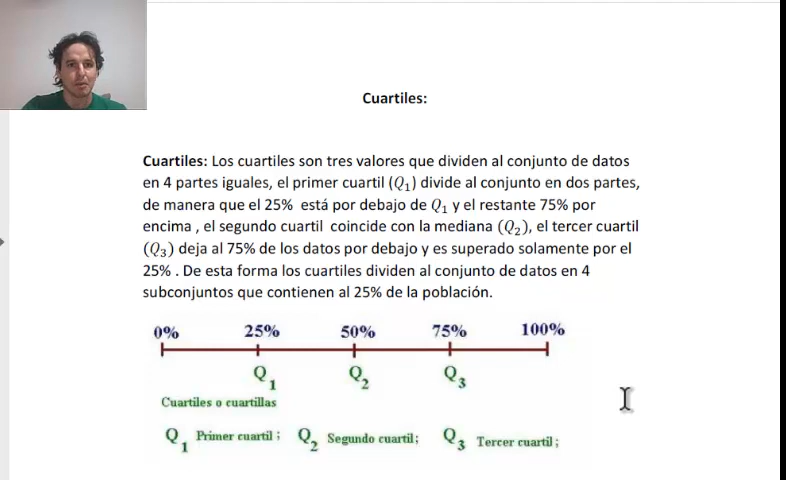 Cuartiles:
Cuartiles: Los cuartiles son tres valores que dividen al conjunto de datos
en 4 partes iguales, el primer cuartil (Q₁) divide al conjunto en dos partes,
de manera que el 25% está por debajo de Q₁ y el restante 75% por
encima , el segundo cuartil coincide con la mediana (Q₂), el tercer cuartil
(Q₃) deja al 75% de los datos por debajo y es superado solamente por el
25% . De esta forma los cuartiles dividen al conjunto de datos en 4
subconjuntos que contienen al 25% de la población.
0% 25% 50% 75% 100%
Q₁ Q₂ Q₃
Cuartiles o cuartillas
Q₁ Primer cuartil ; Q₂ Segundo cuartil; Q₃ Tercer cuartil;